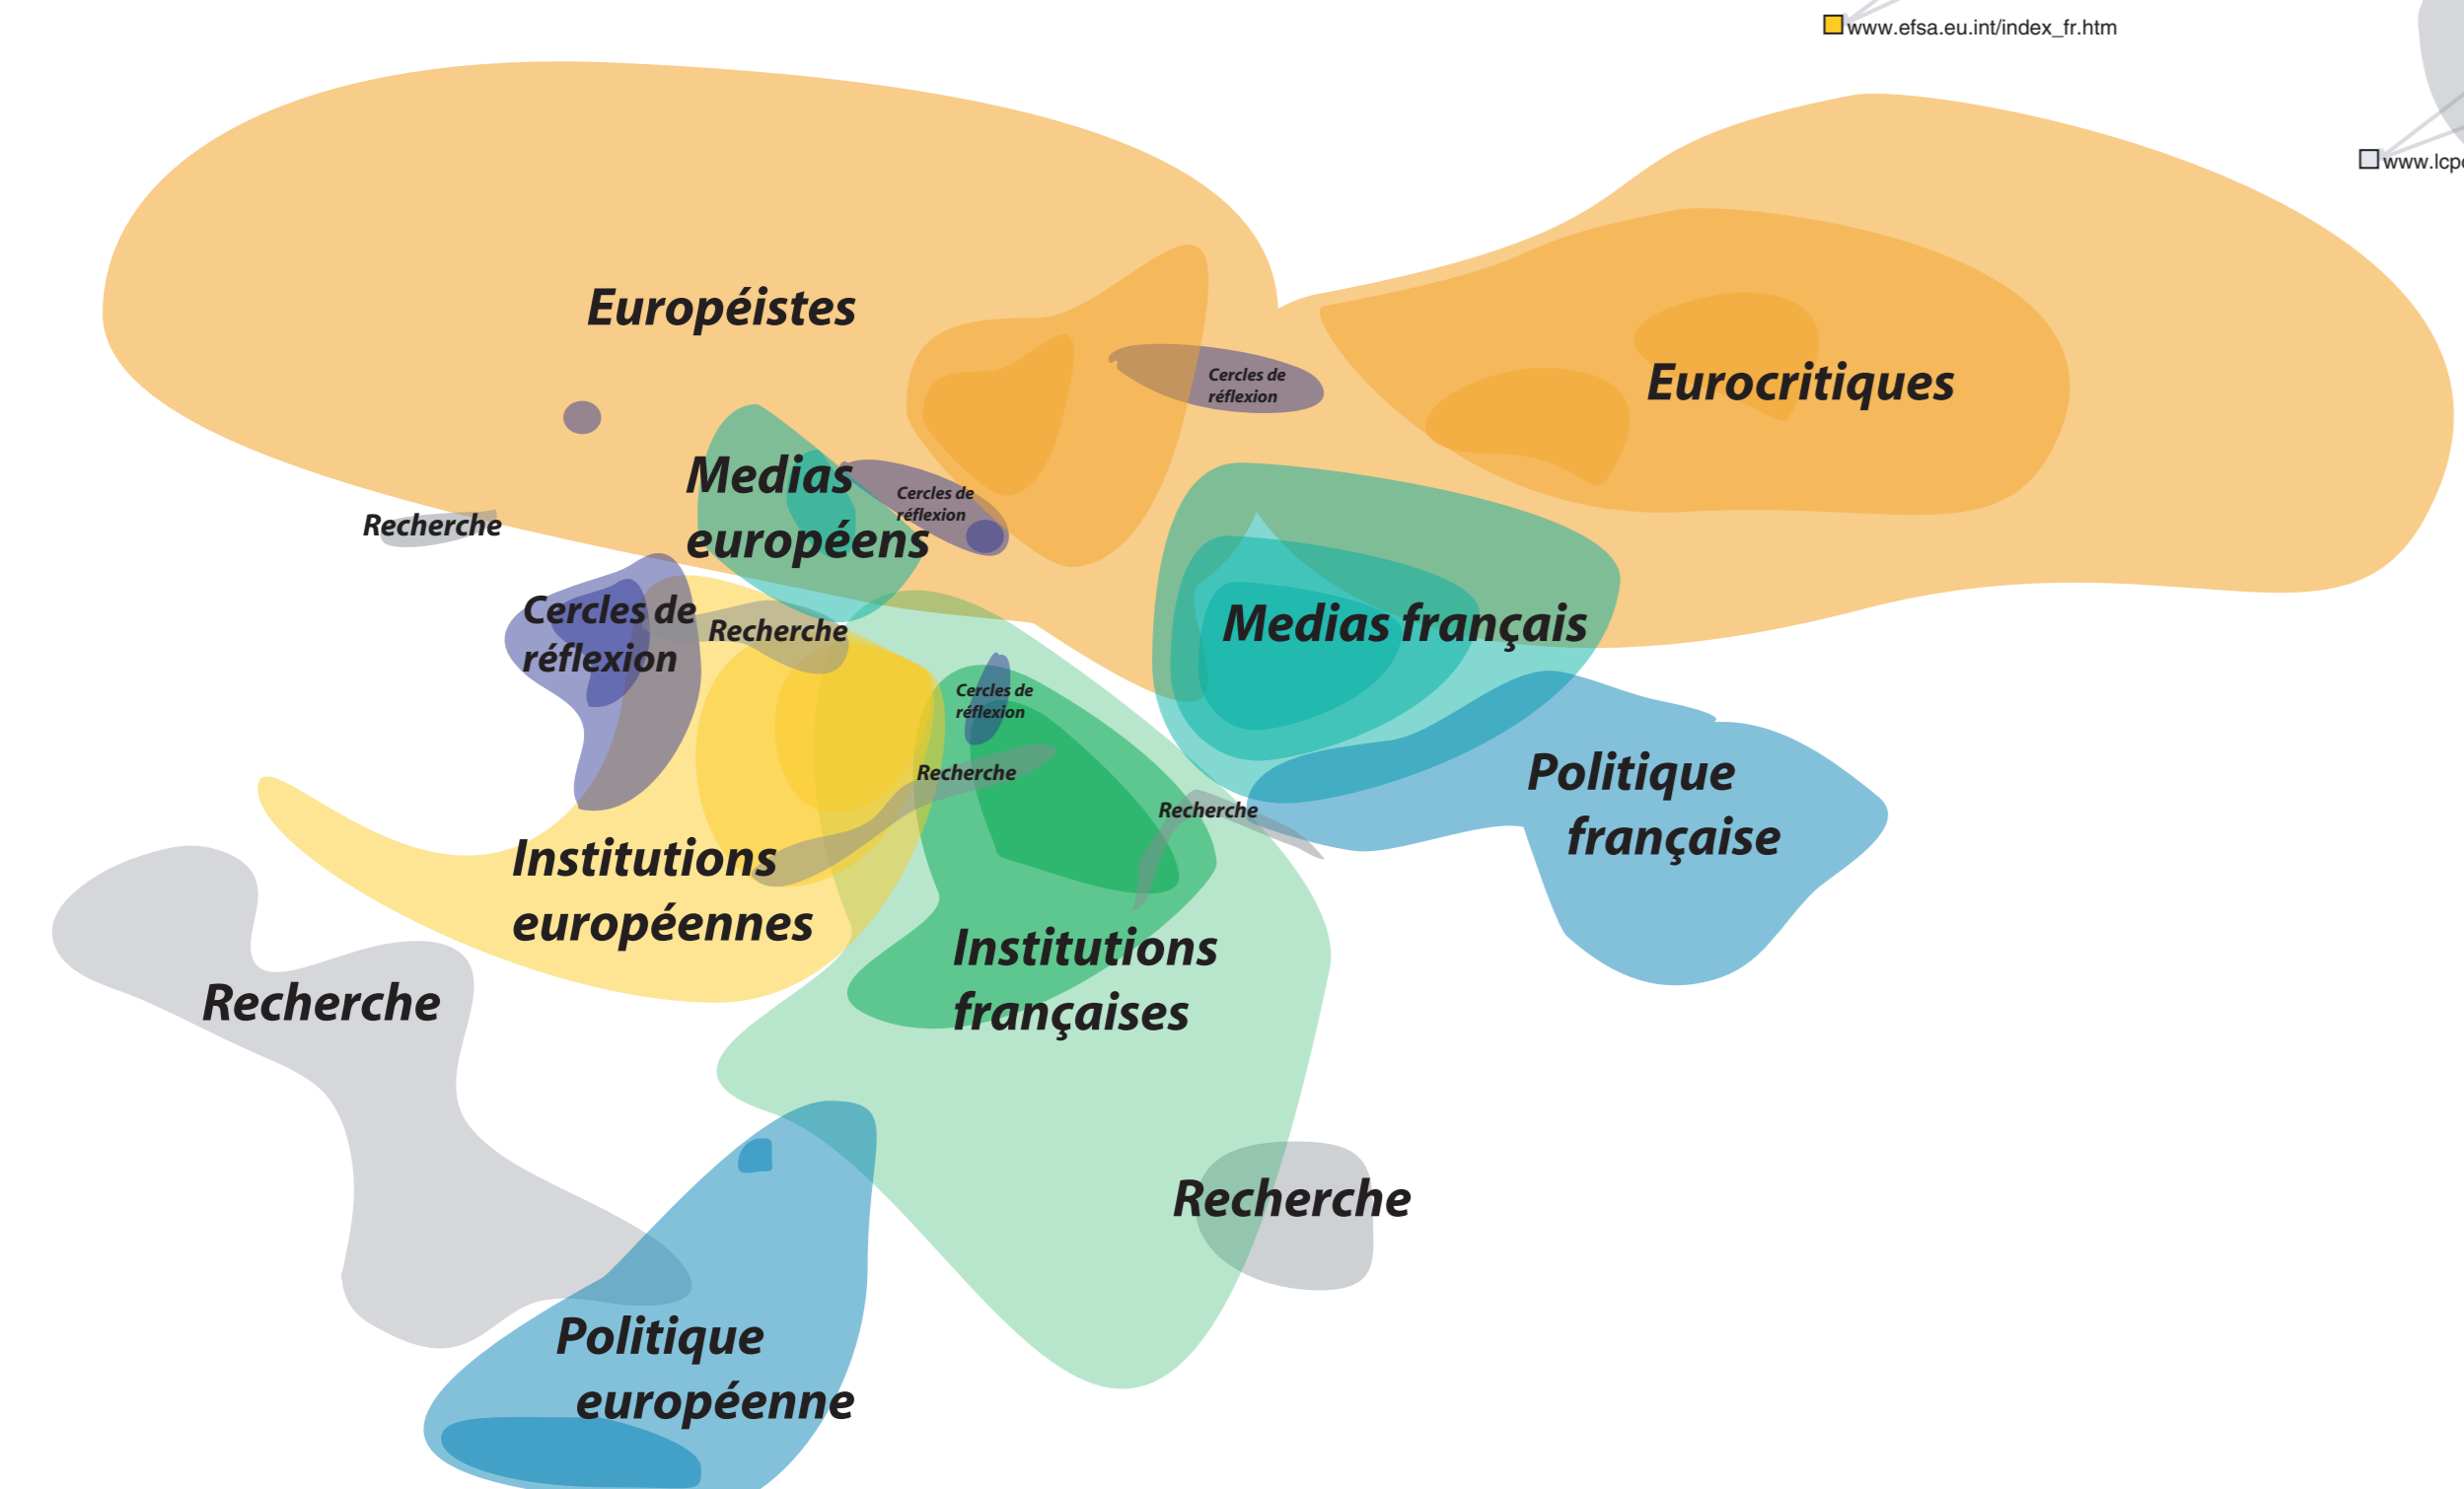 www.efsa.eu.int/index_fr.htm
www.lcp
Européistes
Eurocritiques
Cercles de
réflexion
Medias
européens
Cercles de
réflexion
Recherche
Cercles de
réflexion
Recherche
Medias français
Cercles de
réflexion
Recherche
Politique
française
Recherche
Institutions
européennes
Institutions
françaises
Recherche
Recherche
Politique
européenne